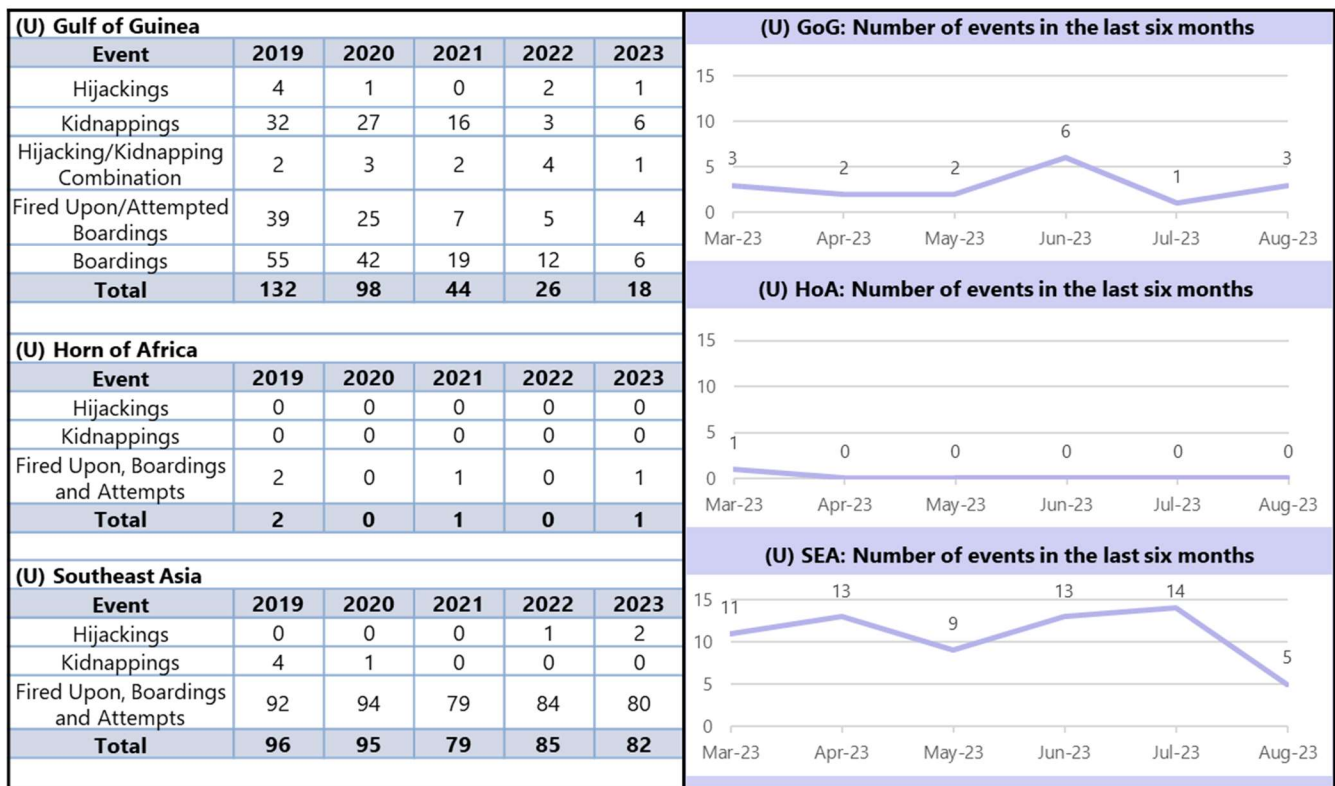 (U) Gulf of Guinea
Event 2019 2020 2021 2022 2023
Hijackings 4 1 0 2 1
Kidnappings 32 27 16 3 6
Hijacking/Kidnapping
Combination 2 3 2 4 1
Fired Upon/Attempted
Boardings 39 25 7 5 4
Boardings 55 42 19 12 6
Total 132 98 44 26 18
(U) Horn of Africa
Event 2019 2020 2021 2022 2023
Hijackings 0 0 0 0 0
Kidnappings 0 0 0 0 0
Fired Upon, Boardings
and Attempts 2 0 1 0 1
Total 2 0 1 0 1
(U) Southeast Asia
Event 2019 2020 2021 2022 2023
Hijackings 0 0 0 1 2
Kidnappings 4 1 0 0 0
Fired Upon, Boardings
and Attempts 92 94 79 84 80
Total 96 95 79 85 82
(U) GoG: Number of events in the last six months
15
10
5
0
3 2 2 6 1 3
Mar-23 Apr-23 May-23 Jun-23 Jul-23 Aug-23
(U) HoA: Number of events in the last six months
15
10
5
0
1 0 0 0 0 0
Mar-23 Apr-23 May-23 Jun-23 Jul-23 Aug-23
(U) SEA: Number of events in the last six months
15
10
5
0
11 13 9 13 14 5
Mar-23 Apr-23 May-23 Jun-23 Jul-23 Aug-23